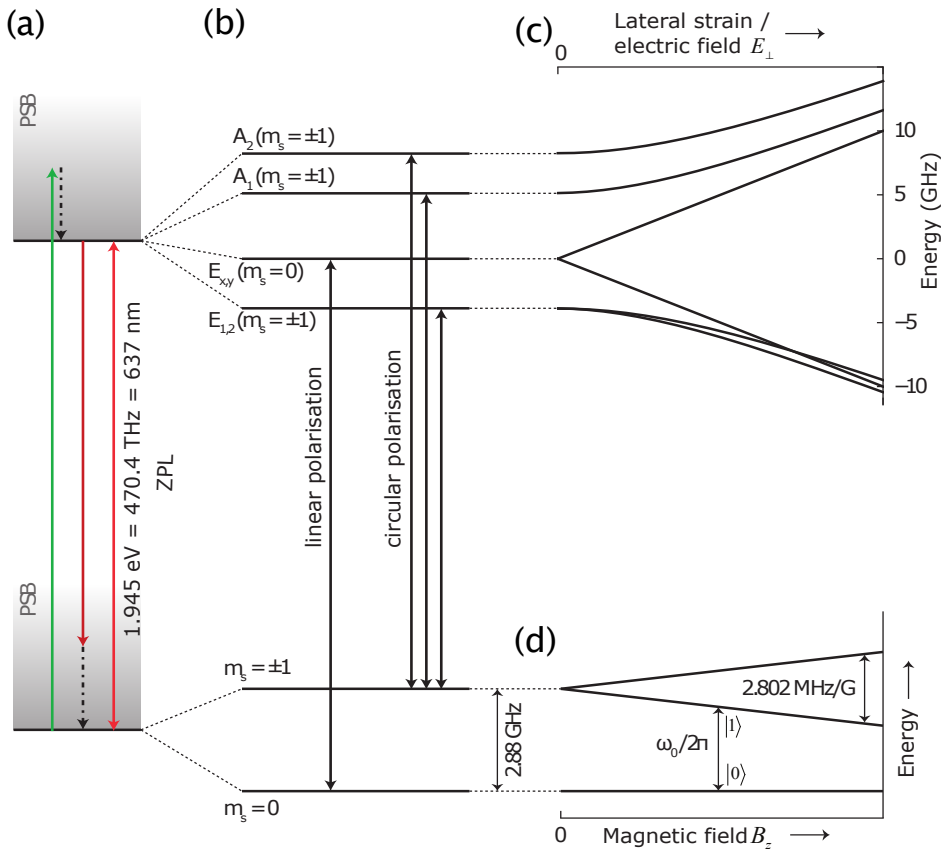 (a)
PSB
1.945 eV = 470.4 THz = 637 nm
ZPL
PSB
(b)
A₂(mₛ=±1)
A₁(mₛ=±1)
Eₓ,ᵧ(mₛ=0)
E₁,₂(mₛ=±1)
linear polarisation
circular polarisation
mₛ=±1
2.88 GHz
mₛ=0
(c)
Lateral strain /
electric field E⊥
0
10
5
0
−5
−10
Energy (GHz)
(d)
2.802 MHz/G
ω₀/2π
|1⟩
|0⟩
Energy
0
Magnetic field B_z